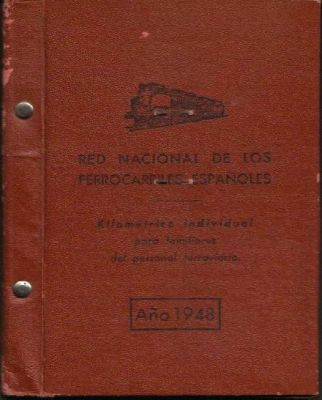 RED NACIONAL DE LOS
FERROCARRILES ESPAÑOLES
Kilométrico individual
para familiares
del personal ferroviario.
Año 1948